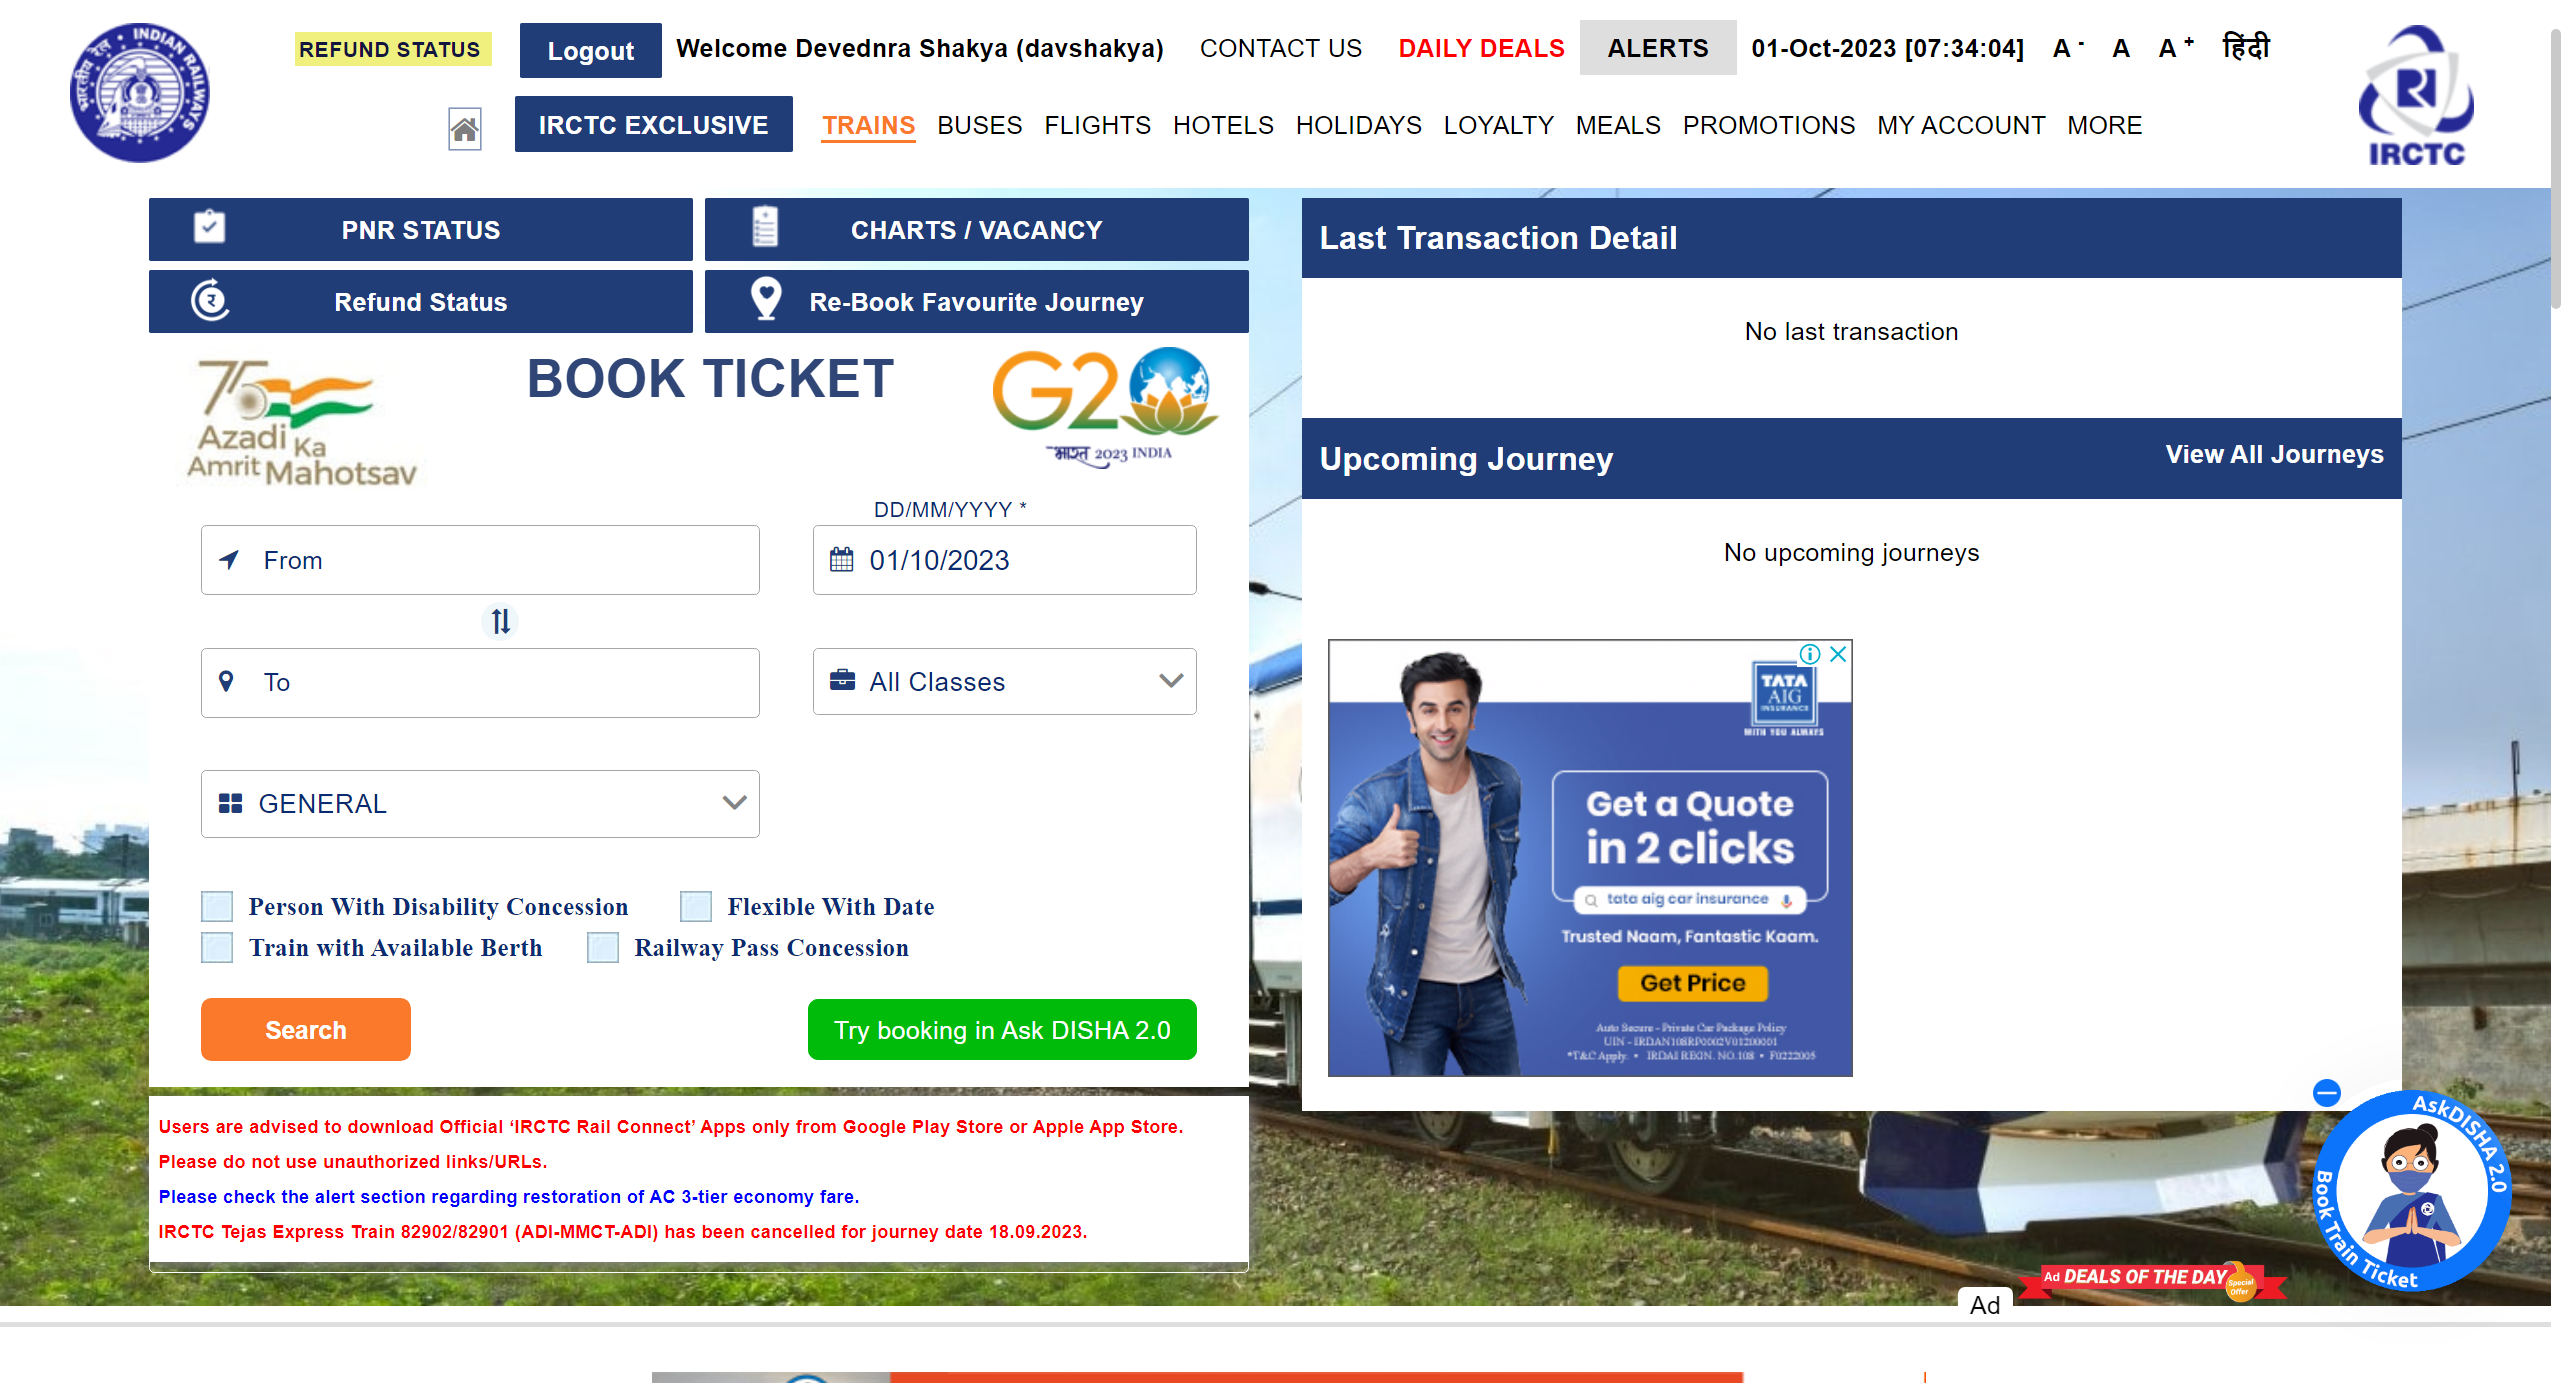 REFUND STATUS Logout Welcome Devednra Shakya (davshakya) CONTACT US DAILY DEALS ALERTS 01-Oct-2023 [07:34:04] A - A A + हिंदी
IRCTC EXCLUSIVE TRAINS BUSES FLIGHTS HOTELS HOLIDAYS LOYALTY MEALS PROMOTIONS MY ACCOUNT MORE
भारतीय रेल INDIAN RAILWAYS
IRCTC
PNR STATUS
CHARTS / VACANCY
Refund Status
Re-Book Favourite Journey
75
Azadi Ka
Amrit Mahotsav
BOOK TICKET
G20
भारत 2023 INDIA
DD/MM/YYYY *
From
01/10/2023
To
All Classes
GENERAL
Person With Disability Concession
Flexible With Date
Train with Available Berth
Railway Pass Concession
Search
Try booking in Ask DISHA 2.0
Users are advised to download Official ‘IRCTC Rail Connect’ Apps only from Google Play Store or Apple App Store.
Please do not use unauthorized links/URLs.
Please check the alert section regarding restoration of AC 3-tier economy fare.
IRCTC Tejas Express Train 82902/82901 (ADI-MMCT-ADI) has been cancelled for journey date 18.09.2023.
Last Transaction Detail
No last transaction
Upcoming Journey
View All Journeys
No upcoming journeys
TATA
AIG
INSURANCE
WITH YOU ALWAYS
Get a Quote
in 2 clicks
tata aig car insurance
Trusted Naam, Fantastic Kaam.
Get Price
Auto Secure - Private Car Package Policy
UIN - IRDAN108RP0002V01200001
*T&C Apply. • IRDAI REGN. NO. 108 • F0222005
AskDISHA 2.0
Book Train Ticket
Ad DEALS OF THE DAY
Special
Offer
Ad